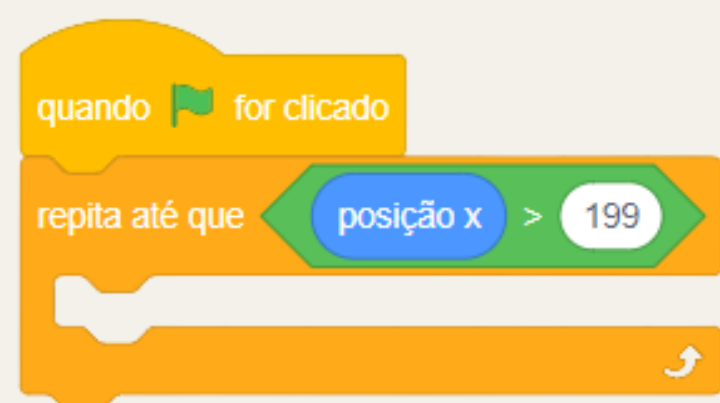 quando for clicado
repita até que posição x > 199